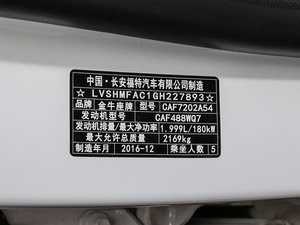 中国·长安福特汽车有限公司制造
☆LVSHMFAC1GH227893☆
品牌 金牛座牌 型号 CAF7202A54
发动机型号 CAF488WQ7
发动机排量/最大净功率 1.999L/180kW
最大允许总质量 2169kg
制造年月 2016-12 乘坐人数 5